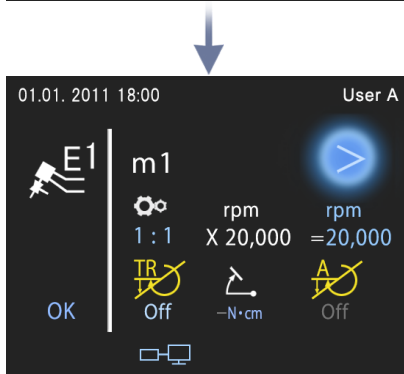 01.01. 2011 18:00 User A
E1
m1
>
rpm rpm
1 : 1 X 20,000 =20,000
TR A
OK Off –N•cm Off